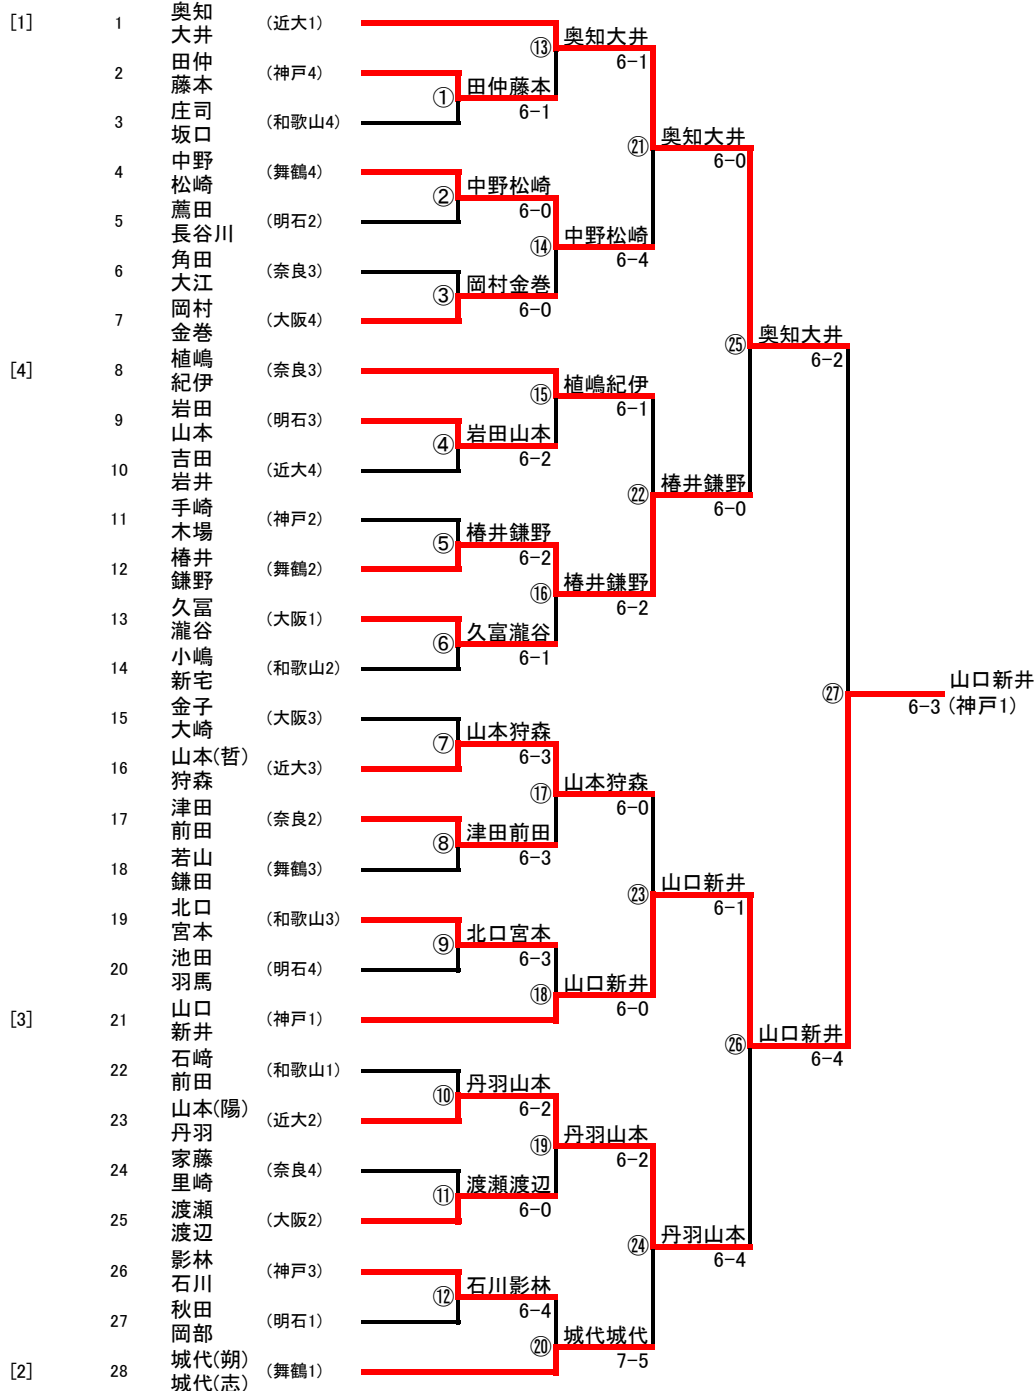 [1] 1 奥知 大井 (近大1)
2 田仲 藤本 (神戸4)
3 庄司 坂口 (和歌山4)
4 中野 松崎 (舞鶴4)
5 薦田 長谷川 (明石2)
6 角田 大江 (奈良3)
7 岡村 金巻 (大阪4)
[4] 8 植嶋 紀伊 (奈良3)
9 岩田 山本 (明石3)
10 吉田 岩井 (近大4)
11 手崎 木場 (神戸2)
12 椿井 鎌野 (舞鶴2)
13 久冨 瀧谷 (大阪1)
14 小嶋 新宅 (和歌山2)
15 金子 大崎 (大阪3)
16 山本(哲) 狩森 (近大3)
17 津田 前田 (奈良2)
18 若山 鎌田 (舞鶴3)
19 北口 宮本 (和歌山3)
20 池田 羽馬 (明石4)
[3] 21 山口 新井 (神戸1)
22 石﨑 前田 (和歌山1)
23 山本(陽) 丹羽 (近大2)
24 家藤 里崎 (奈良4)
25 渡瀬 渡辺 (大阪2)
26 影林 石川 (神戸3)
27 秋田 岡部 (明石1)
[2] 28 城代(朔) 城代(志) (舞鶴1)
① 田仲藤本 6-1
② 中野松崎 6-0
③ 岡村金巻 6-0
④ 岩田山本 6-2
⑤ 椿井鎌野 6-2
⑥ 久富瀧谷 6-1
⑦ 山本狩森 6-3
⑧ 津田前田 6-3
⑨ 北口宮本 6-3
⑩ 丹羽山本 6-2
⑪ 渡瀬渡辺 6-0
⑫ 石川影林 6-4
⑬ 奥知大井 6-1
⑭ 中野松崎 6-4
⑮ 植嶋紀伊 6-1
⑯ 椿井鎌野 6-2
⑰ 山本狩森 6-0
⑱ 山口新井 6-0
⑲ 丹羽山本 6-2
⑳ 城代城代 7-5
㉑ 奥知大井 6-0
㉒ 椿井鎌野 6-0
㉓ 山口新井 6-1
㉔ 丹羽山本 6-4
㉕ 奥知大井 6-2
㉖ 山口新井 6-4
㉗ 山口新井 6-3 (神戸1)